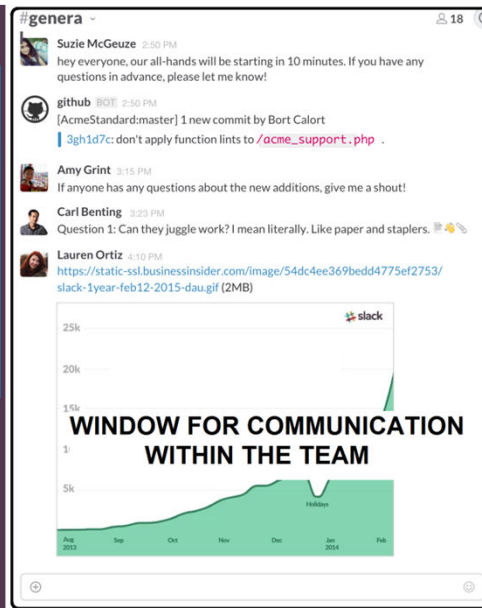 #genera
18
Suzie McGeuze 2:50 PM
hey everyone, our all-hands will be starting in 10 minutes. If you have any
questions in advance, please let me know!
github BOT 2:50 PM
[AcmeStandard:master] 1 new commit by Bort Calort
3gh1d7c: don't apply function lints to /acme_support.php .
Amy Grint 3:15 PM
If anyone has any questions about the new additions, give me a shout!
Carl Benting 3:23 PM
Question 1: Can they juggle work? I mean literally. Like paper and staplers.
Lauren Ortiz 4:10 PM
https://static-ssl.businessinsider.com/image/54dc4ee369bedd4775ef2753/
slack-1year-feb12-2015-dau.gif (2MB)
slack
25k
20k
15k
WINDOW FOR COMMUNICATION
WITHIN THE TEAM
5k
Holidays
Aug Sep Oct Nov Dec Jan Feb
2013 2014